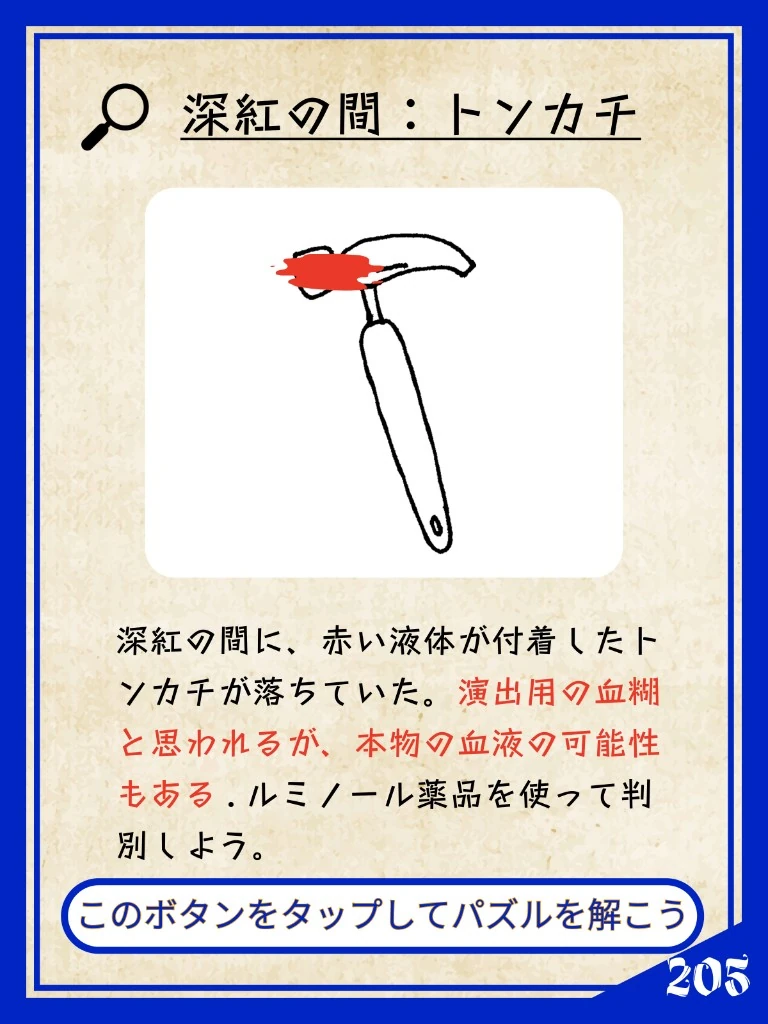 深紅の間：トンカチ
深紅の間に、赤い液体が付着したト
ンカチが落ちていた。演出用の血糊
と思われるが、本物の血液の可能性
もある．ルミノール薬品を使って判
別しよう。
このボタンをタップしてパズルを解こう
205